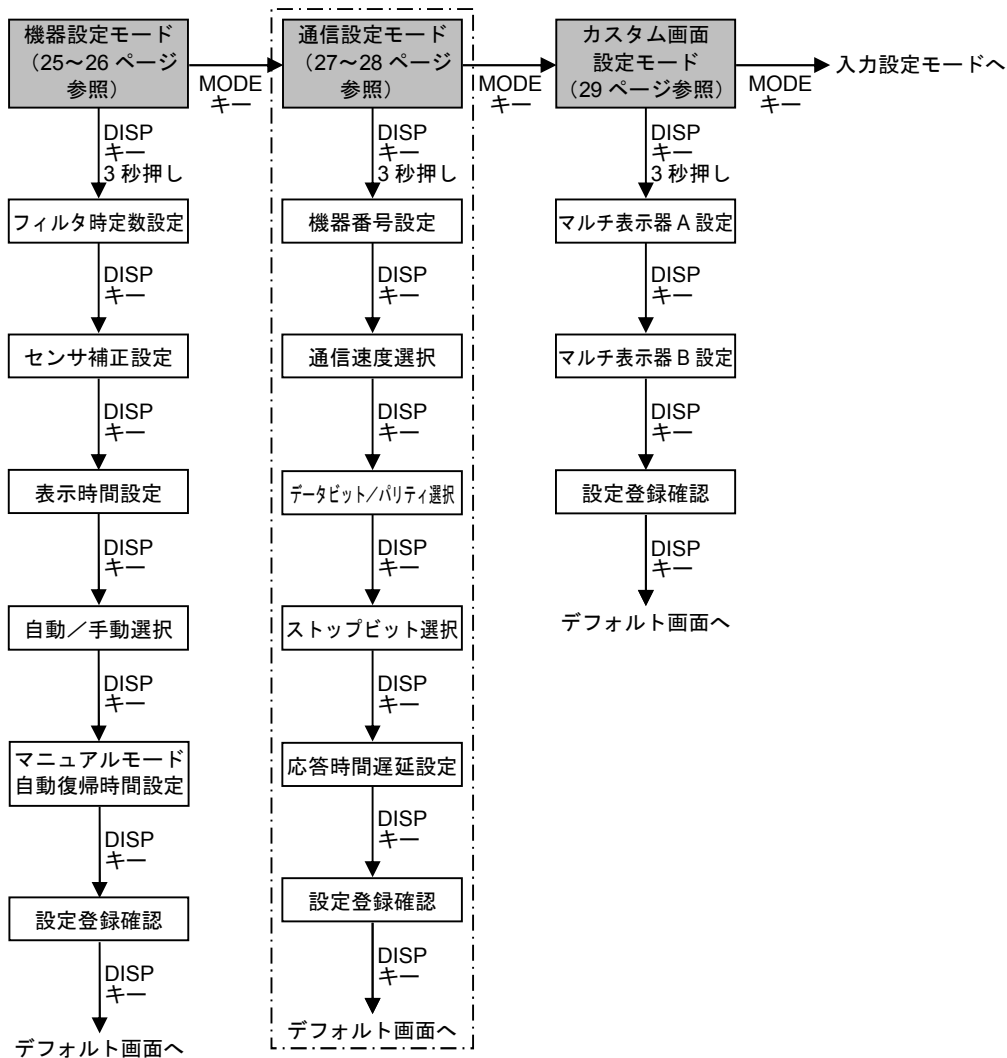 機器設定モード
（25～26 ページ
参照）
MODE
キー
通信設定モード
（27～28 ページ
参照）
MODE
キー
カスタム画面
設定モード
（29 ページ参照）
MODE
キー
入力設定モードへ
DISP
キー
3 秒押し
フィルタ時定数設定
DISP
キー
センサ補正設定
DISP
キー
表示時間設定
DISP
キー
自動／手動選択
DISP
キー
マニュアルモード
自動復帰時間設定
DISP
キー
設定登録確認
DISP
キー
デフォルト画面へ
DISP
キー
3 秒押し
機器番号設定
DISP
キー
通信速度選択
DISP
キー
データビット／パリティ選択
DISP
キー
ストップビット選択
DISP
キー
応答時間遅延設定
DISP
キー
設定登録確認
DISP
キー
デフォルト画面へ
DISP
キー
3 秒押し
マルチ表示器 A 設定
DISP
キー
マルチ表示器 B 設定
DISP
キー
設定登録確認
DISP
キー
デフォルト画面へ